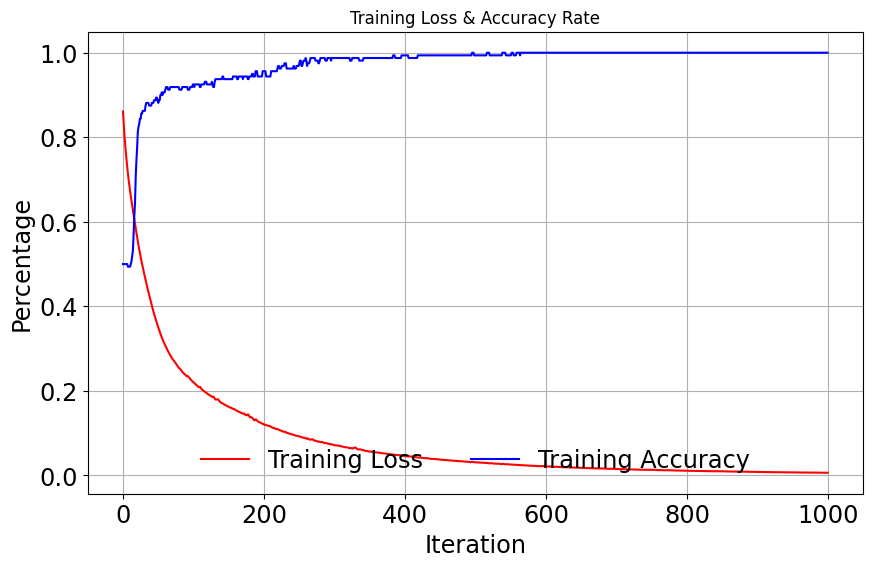 Training Loss & Accuracy Rate
1.0
0.8
0.6
0.4
0.2
0.0
Percentage
Training Loss
Training Accuracy
0 200 400 600 800 1000
Iteration